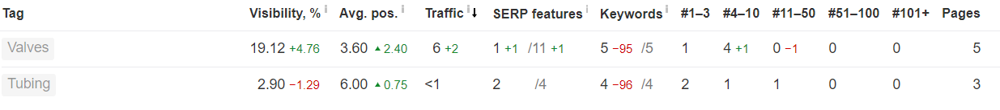 Tag Visibility, % Avg. pos. Traffic ↓ SERP features Keywords #1–3 #4–10 #11–50 #51–100 #101+ Pages
Valves 19.12 +4.76 3.60 ▲ 2.40 6 +2 1 +1 /11 +1 5 −95 /5 1 4 +1 0 −1 0 0 5
Tubing 2.90 −1.29 6.00 ▲ 0.75 <1 2 /4 4 −96 /4 2 1 1 0 0 3